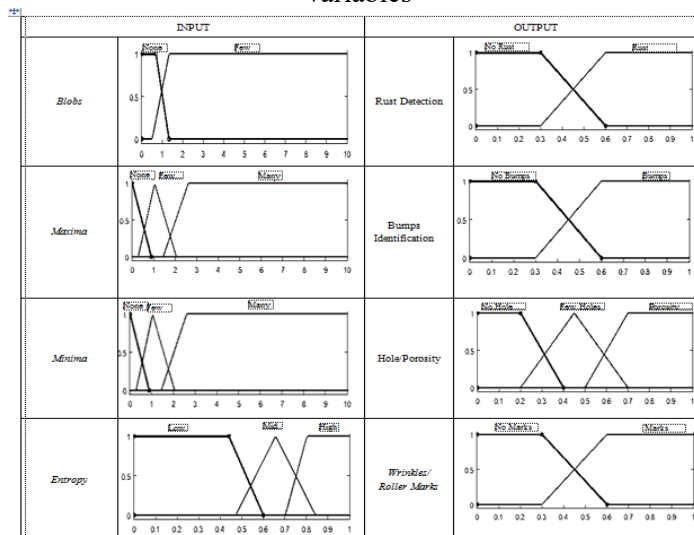 variables
INPUT OUTPUT
Blobs
None Few
1
0.5
0
0 1 2 3 4 5 6 7 8 9 10
Rust Detection
No Rust Rust
1
0.5
0
0 0.1 0.2 0.3 0.4 0.5 0.6 0.7 0.8 0.9 1
Maxima
None Few Many
1
0.5
0
0 1 2 3 4 5 6 7 8 9 10
Bumps
Identification
No Bumps Bumps
1
0.5
0
0 0.1 0.2 0.3 0.4 0.5 0.6 0.7 0.8 0.9 1
Minima
None Few Many
1
0.5
0
0 1 2 3 4 5 6 7 8 9 10
Hole/Porosity
No Hole Few Holes Porosity
1
0.5
0
0 0.1 0.2 0.3 0.4 0.5 0.6 0.7 0.8 0.9 1
Entropy
Low Mid High
1
0.5
0
0 0.1 0.2 0.3 0.4 0.5 0.6 0.7 0.8 0.9 1
Wrinkles/
Roller Marks
No Marks Marks
1
0.5
0
0 0.1 0.2 0.3 0.4 0.5 0.6 0.7 0.8 0.9 1